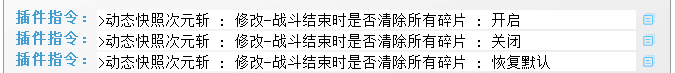 插件指令：>动态快照次元斩 : 修改-战斗结束时是否清除所有碎片 : 开启
插件指令：>动态快照次元斩 : 修改-战斗结束时是否清除所有碎片 : 关闭
插件指令：>动态快照次元斩 : 修改-战斗结束时是否清除所有碎片 : 恢复默认